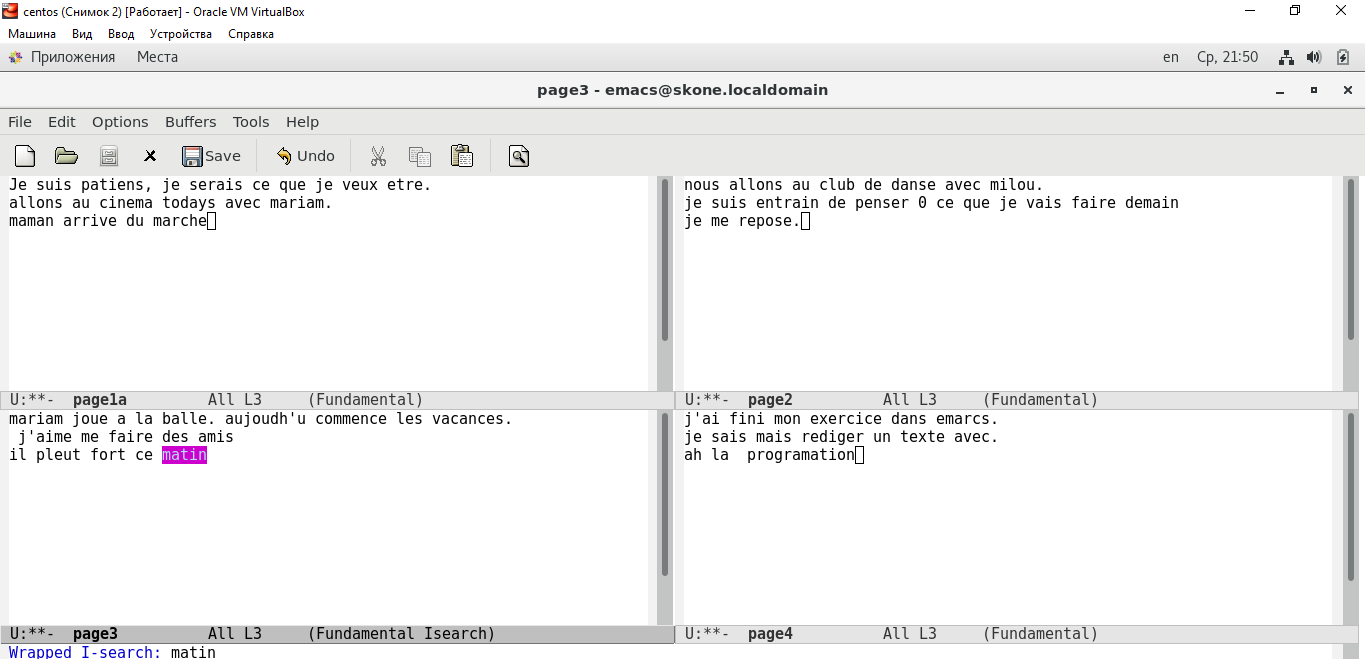 centos (Снимок 2) [Работает] - Oracle VM VirtualBox
Машина Вид Ввод Устройства Справка
Приложения Места en Ср, 21:50
page3 - emacs@skone.localdomain
File Edit Options Buffers Tools Help
Save Undo
Je suis patiens, je serais ce que je veux etre.
allons au cinema todays avec mariam.
maman arrive du marche
nous allons au club de danse avec milou.
je suis entrain de penser 0 ce que je vais faire demain
je me repose.
U:**- page1a All L3 (Fundamental)
U:**- page2 All L3 (Fundamental)
mariam joue a la balle. aujoudh'u commence les vacances.
j'aime me faire des amis
il pleut fort ce matin
j'ai fini mon exercice dans emarcs.
je sais mais rediger un texte avec.
ah la  programation
U:**- page3 All L3 (Fundamental Isearch)
U:**- page4 All L3 (Fundamental)
Wrapped I-search: matin